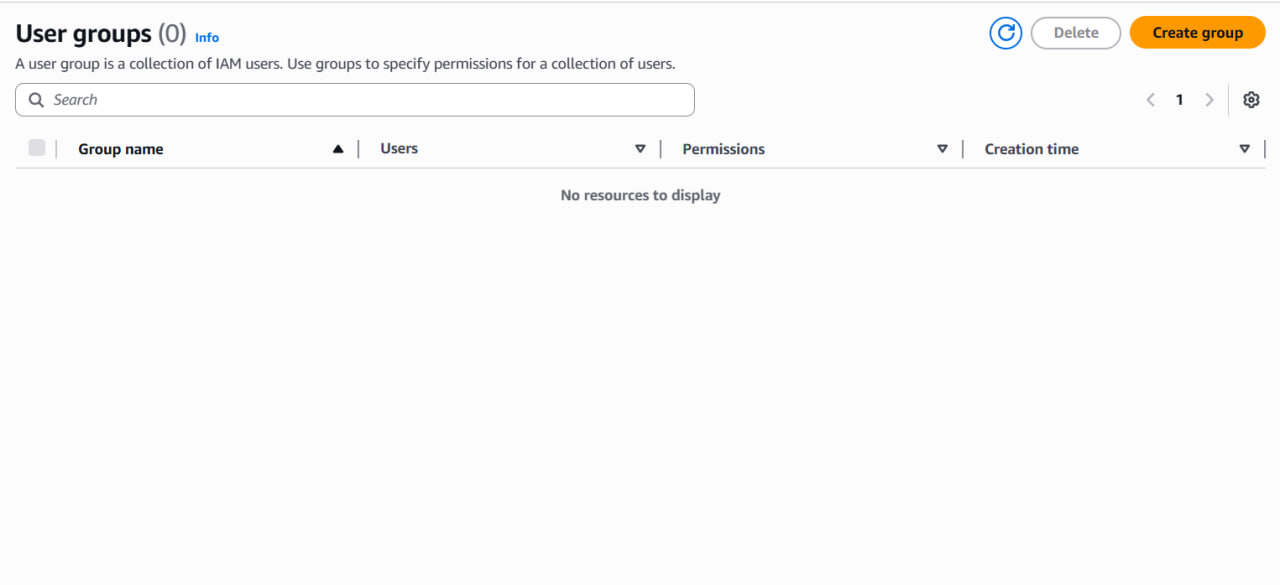 User groups (0) Info
Delete
Create group
A user group is a collection of IAM users. Use groups to specify permissions for a collection of users.
Search
1
Group name Users Permissions Creation time
No resources to display